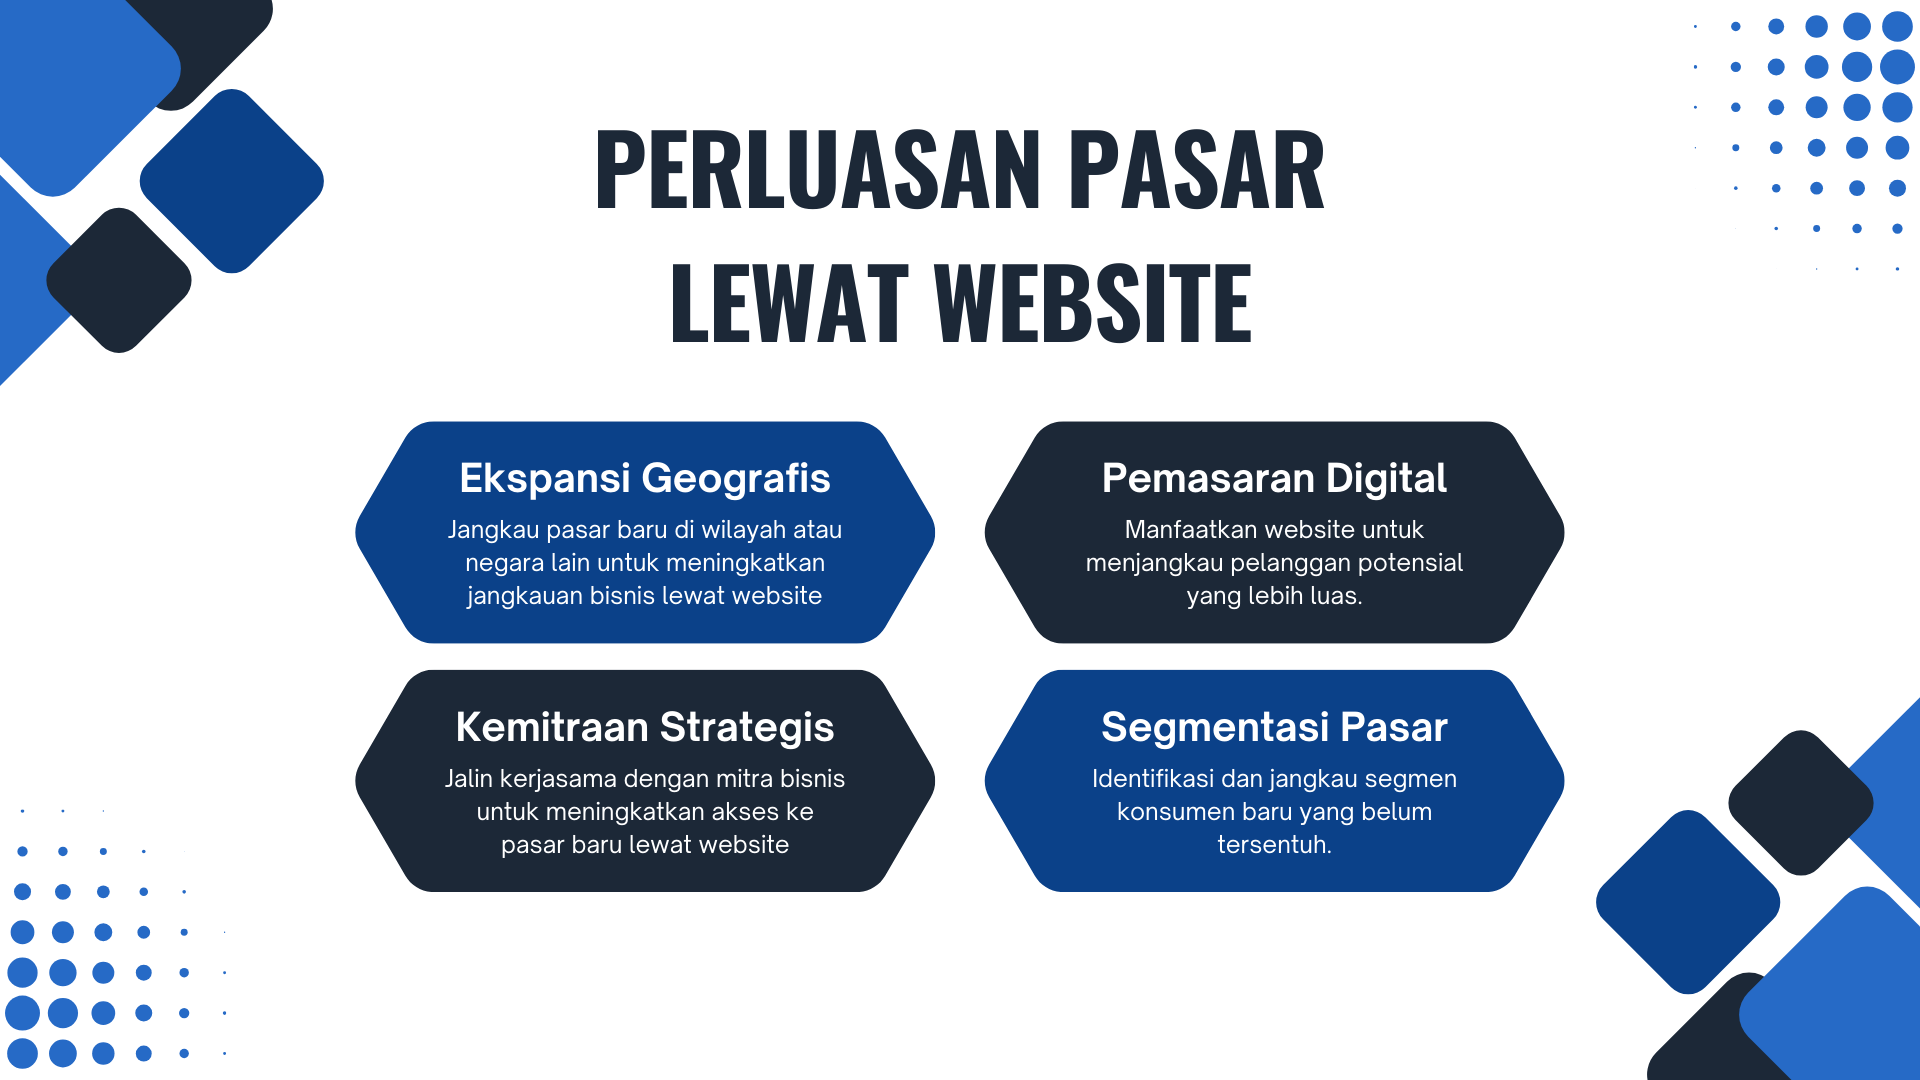 PERLUASAN PASAR
LEWAT WEBSITE
Ekspansi Geografis
Jangkau pasar baru di wilayah atau
negara lain untuk meningkatkan
jangkauan bisnis lewat website
Pemasaran Digital
Manfaatkan website untuk
menjangkau pelanggan potensial
yang lebih luas.
Kemitraan Strategis
Jalin kerjasama dengan mitra bisnis
untuk meningkatkan akses ke
pasar baru lewat website
Segmentasi Pasar
Identifikasi dan jangkau segmen
konsumen baru yang belum
tersentuh.